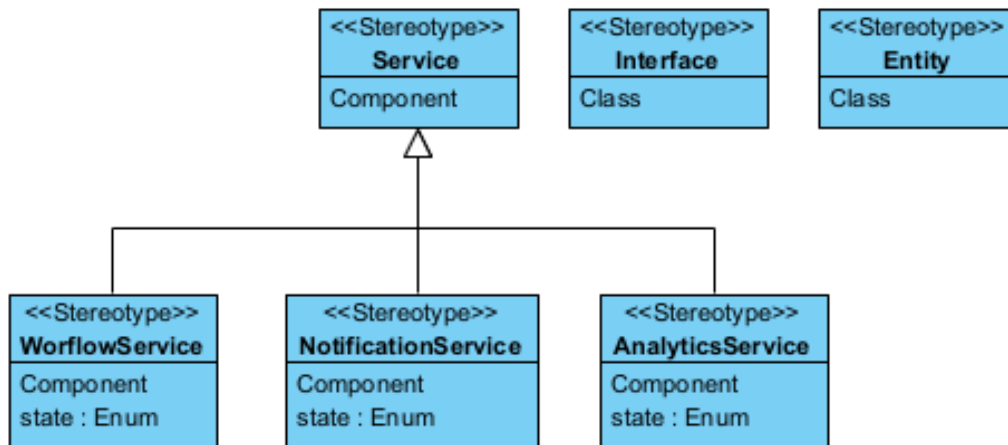 <<Stereotype>>
Service
Component
<<Stereotype>>
Interface
Class
<<Stereotype>>
Entity
Class
<<Stereotype>>
WorflowService
Component
state : Enum
<<Stereotype>>
NotificationService
Component
state : Enum
<<Stereotype>>
AnalyticsService
Component
state : Enum